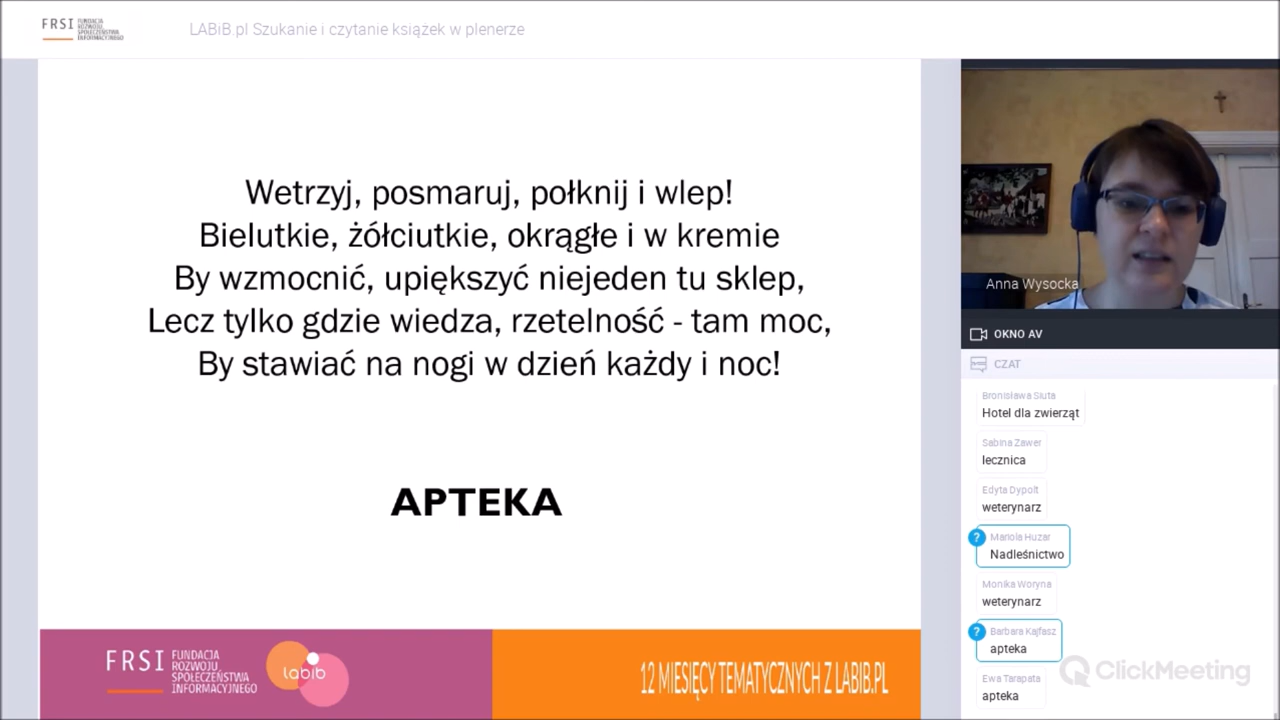 FRSI FUNDACJA
ROZWOJU
SPOŁECZEŃSTWA
INFORMACYJNEGO
LABiB.pl Szukanie i czytanie książek w plenerze
Wetrzyj, posmaruj, połknij i wlep!
Bielutkie, żółciutkie, okrągłe i w kremie
By wzmocnić, upiększyć niejeden tu sklep,
Lecz tylko gdzie wiedza, rzetelność - tam moc,
By stawiać na nogi w dzień każdy i noc!
APTEKA
FRSI FUNDACJA
ROZWOJU
SPOŁECZEŃSTWA
INFORMACYJNEGO
labib
12 MIESIĘCY TEMATYCZNYCH Z LABIB.PL
Anna Wysocka
OKNO AV
CZAT
Bronisława Siuta
Hotel dla zwierząt
Sabina Zawer
lecznica
Edyta Dypolt
weterynarz
? Mariola Huzar
Nadleśnictwo
Monika Woryna
weterynarz
? Barbara Kajfasz
apteka
Ewa Tarapata
apteka
ClickMeeting